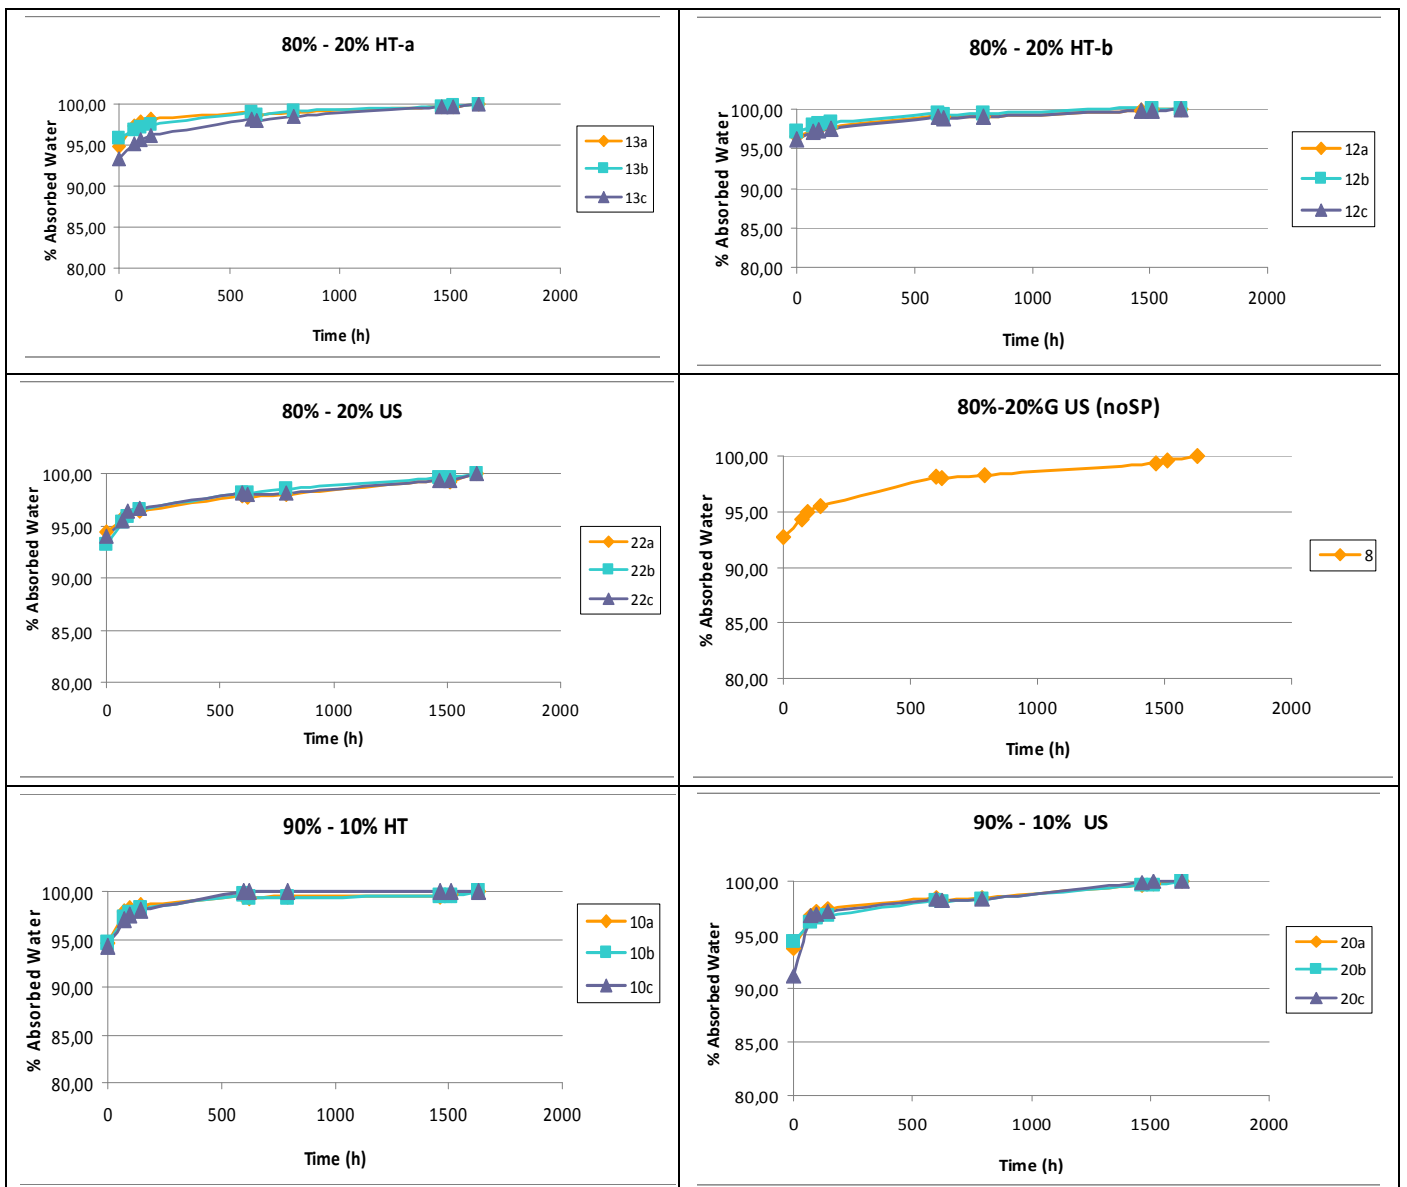 80% - 20% HT-a
% Absorbed Water
100,00
95,00
90,00
85,00
80,00
0 500 1000 1500 2000
Time (h)
13a
13b
13c
80% - 20% HT-b
% Absorbed Water
100,00
95,00
90,00
85,00
80,00
0 500 1000 1500 2000
Time (h)
12a
12b
12c
80% - 20% US
% Absorbed Water
100,00
95,00
90,00
85,00
80,00
0 500 1000 1500 2000
Time (h)
22a
22b
22c
80%-20%G US (noSP)
% Absorbed Water
100,00
95,00
90,00
85,00
80,00
0 500 1000 1500 2000
Time (h)
8
90% - 10% HT
% Absorbed Water
100,00
95,00
90,00
85,00
80,00
0 500 1000 1500 2000
Time (h)
10a
10b
10c
90% - 10% US
% Absorbed Water
100,00
95,00
90,00
85,00
80,00
0 500 1000 1500 2000
Time (h)
20a
20b
20c